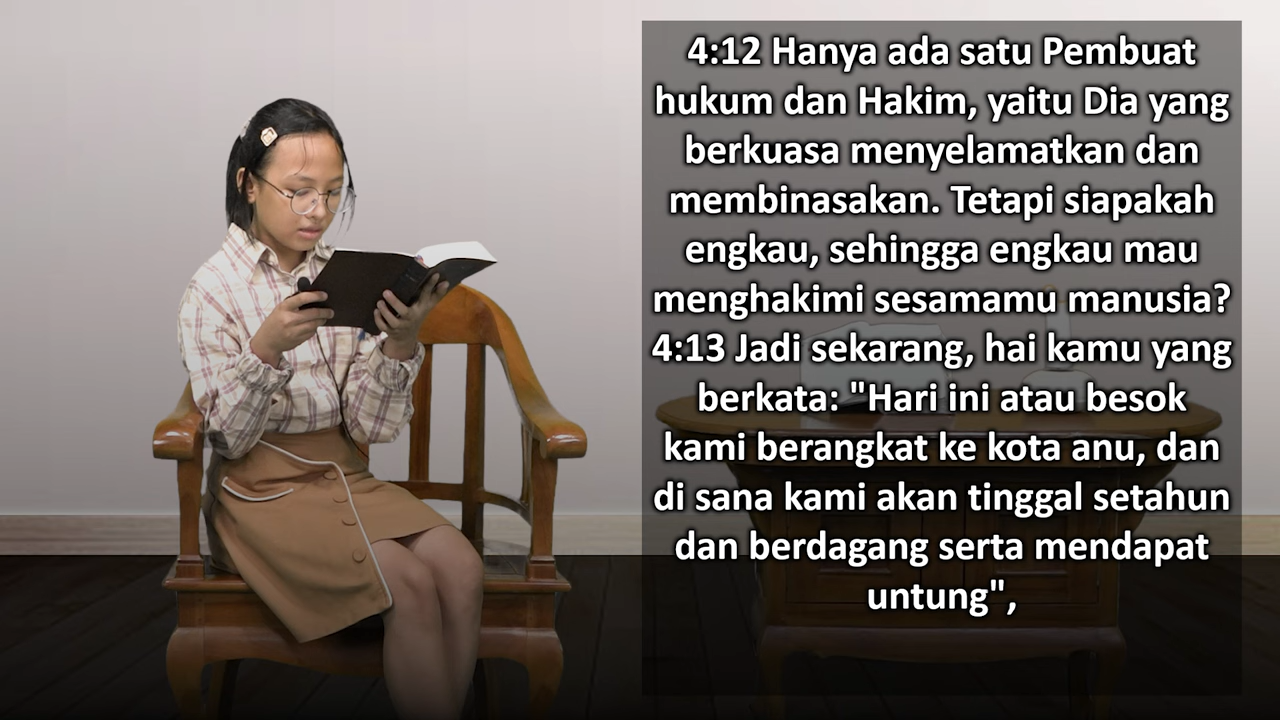 4:12 Hanya ada satu Pembuat
hukum dan Hakim, yaitu Dia yang
berkuasa menyelamatkan dan
membinasakan. Tetapi siapakah
engkau, sehingga engkau mau
menghakimi sesamamu manusia?
4:13 Jadi sekarang, hai kamu yang
berkata: "Hari ini atau besok
kami berangkat ke kota anu, dan
di sana kami akan tinggal setahun
dan berdagang serta mendapat
untung",